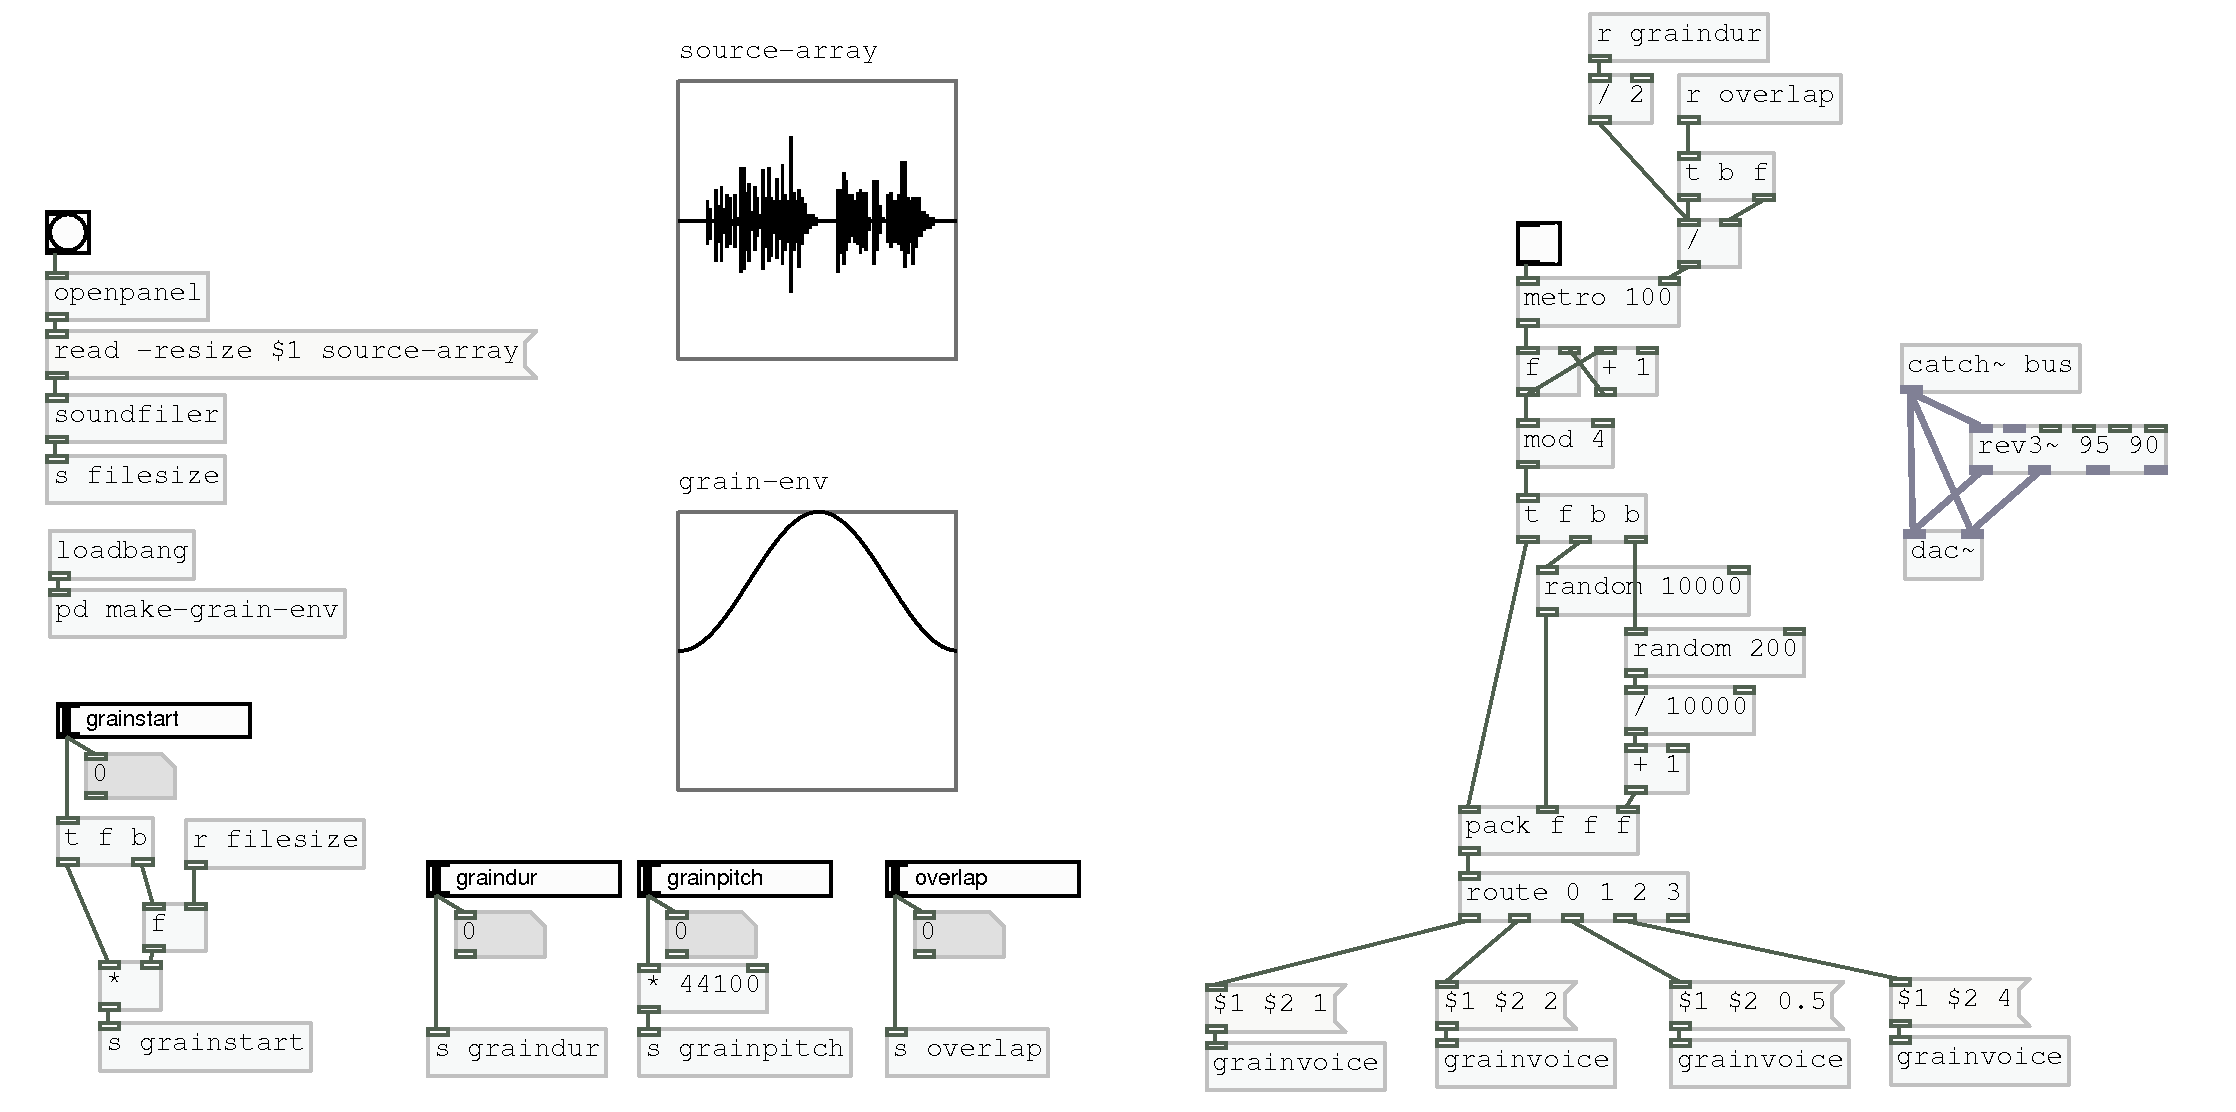 source-array
openpanel
read -resize $1 source-array
soundfiler
s filesize
loadbang
pd make-grain-env
grain-env
grainstart
0
t f b
r filesize
f
*
s grainstart
graindur
0
s graindur
grainpitch
0
* 44100
s grainpitch
overlap
0
s overlap
r graindur
/ 2
r overlap
t b f
/
metro 100
f
+ 1
mod 4
t f b b
random 10000
random 200
/ 10000
+ 1
pack f f f
route 0 1 2 3
$1 $2 1
grainvoice
$1 $2 2
grainvoice
$1 $2 0.5
grainvoice
$1 $2 4
grainvoice
catch~ bus
rev3~ 95 90
dac~